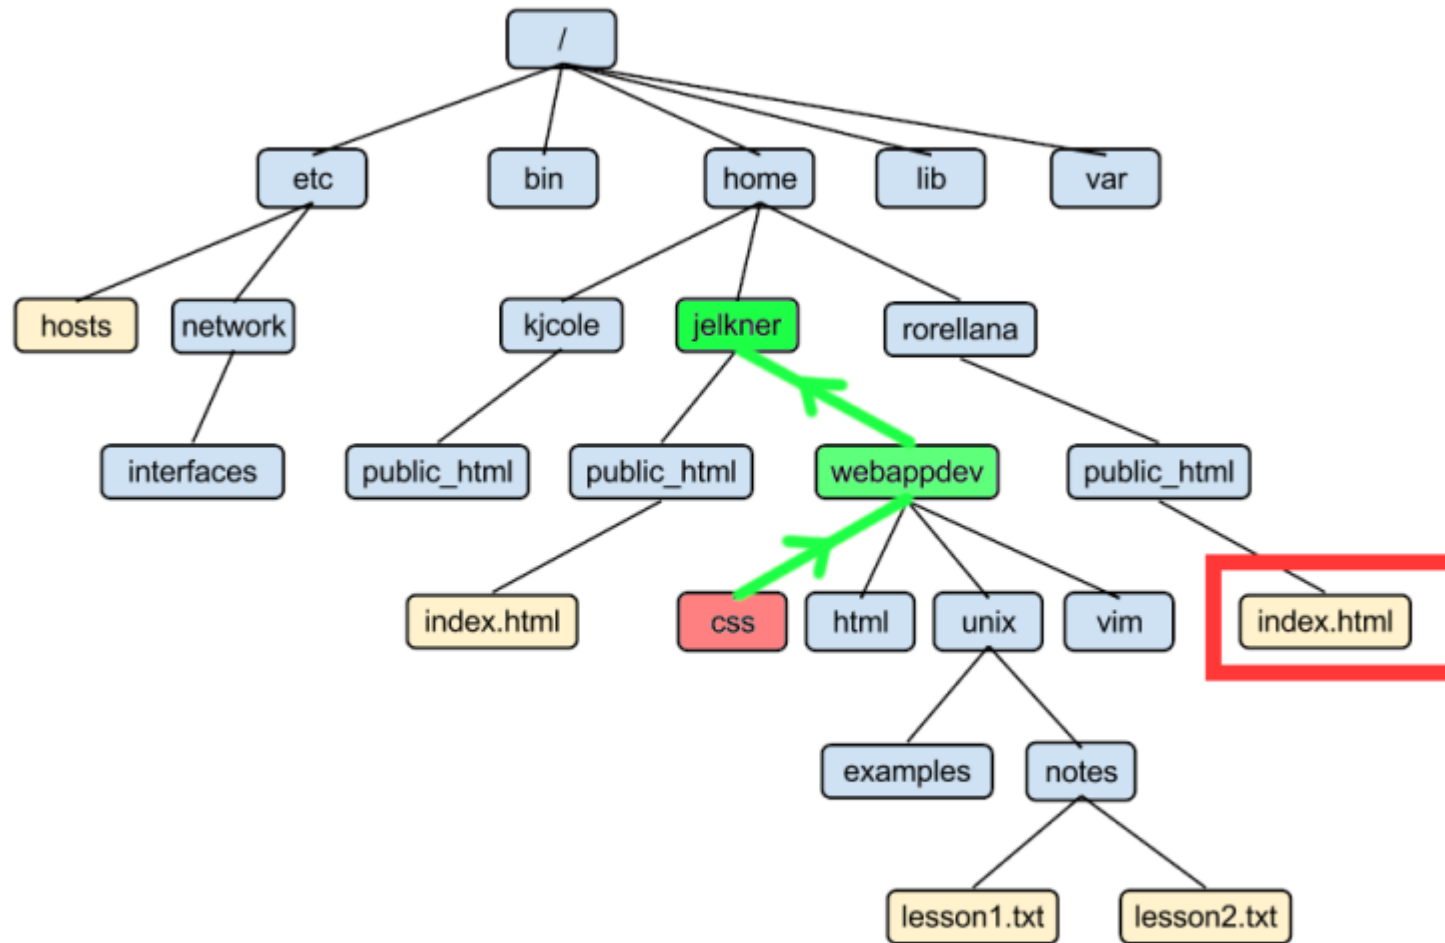 /
etc
bin
home
lib
var
hosts
network
kjcole
jelkner
rorellana
interfaces
public_html
public_html
webappdev
public_html
index.html
css
html
unix
vim
index.html
examples
notes
lesson1.txt
lesson2.txt